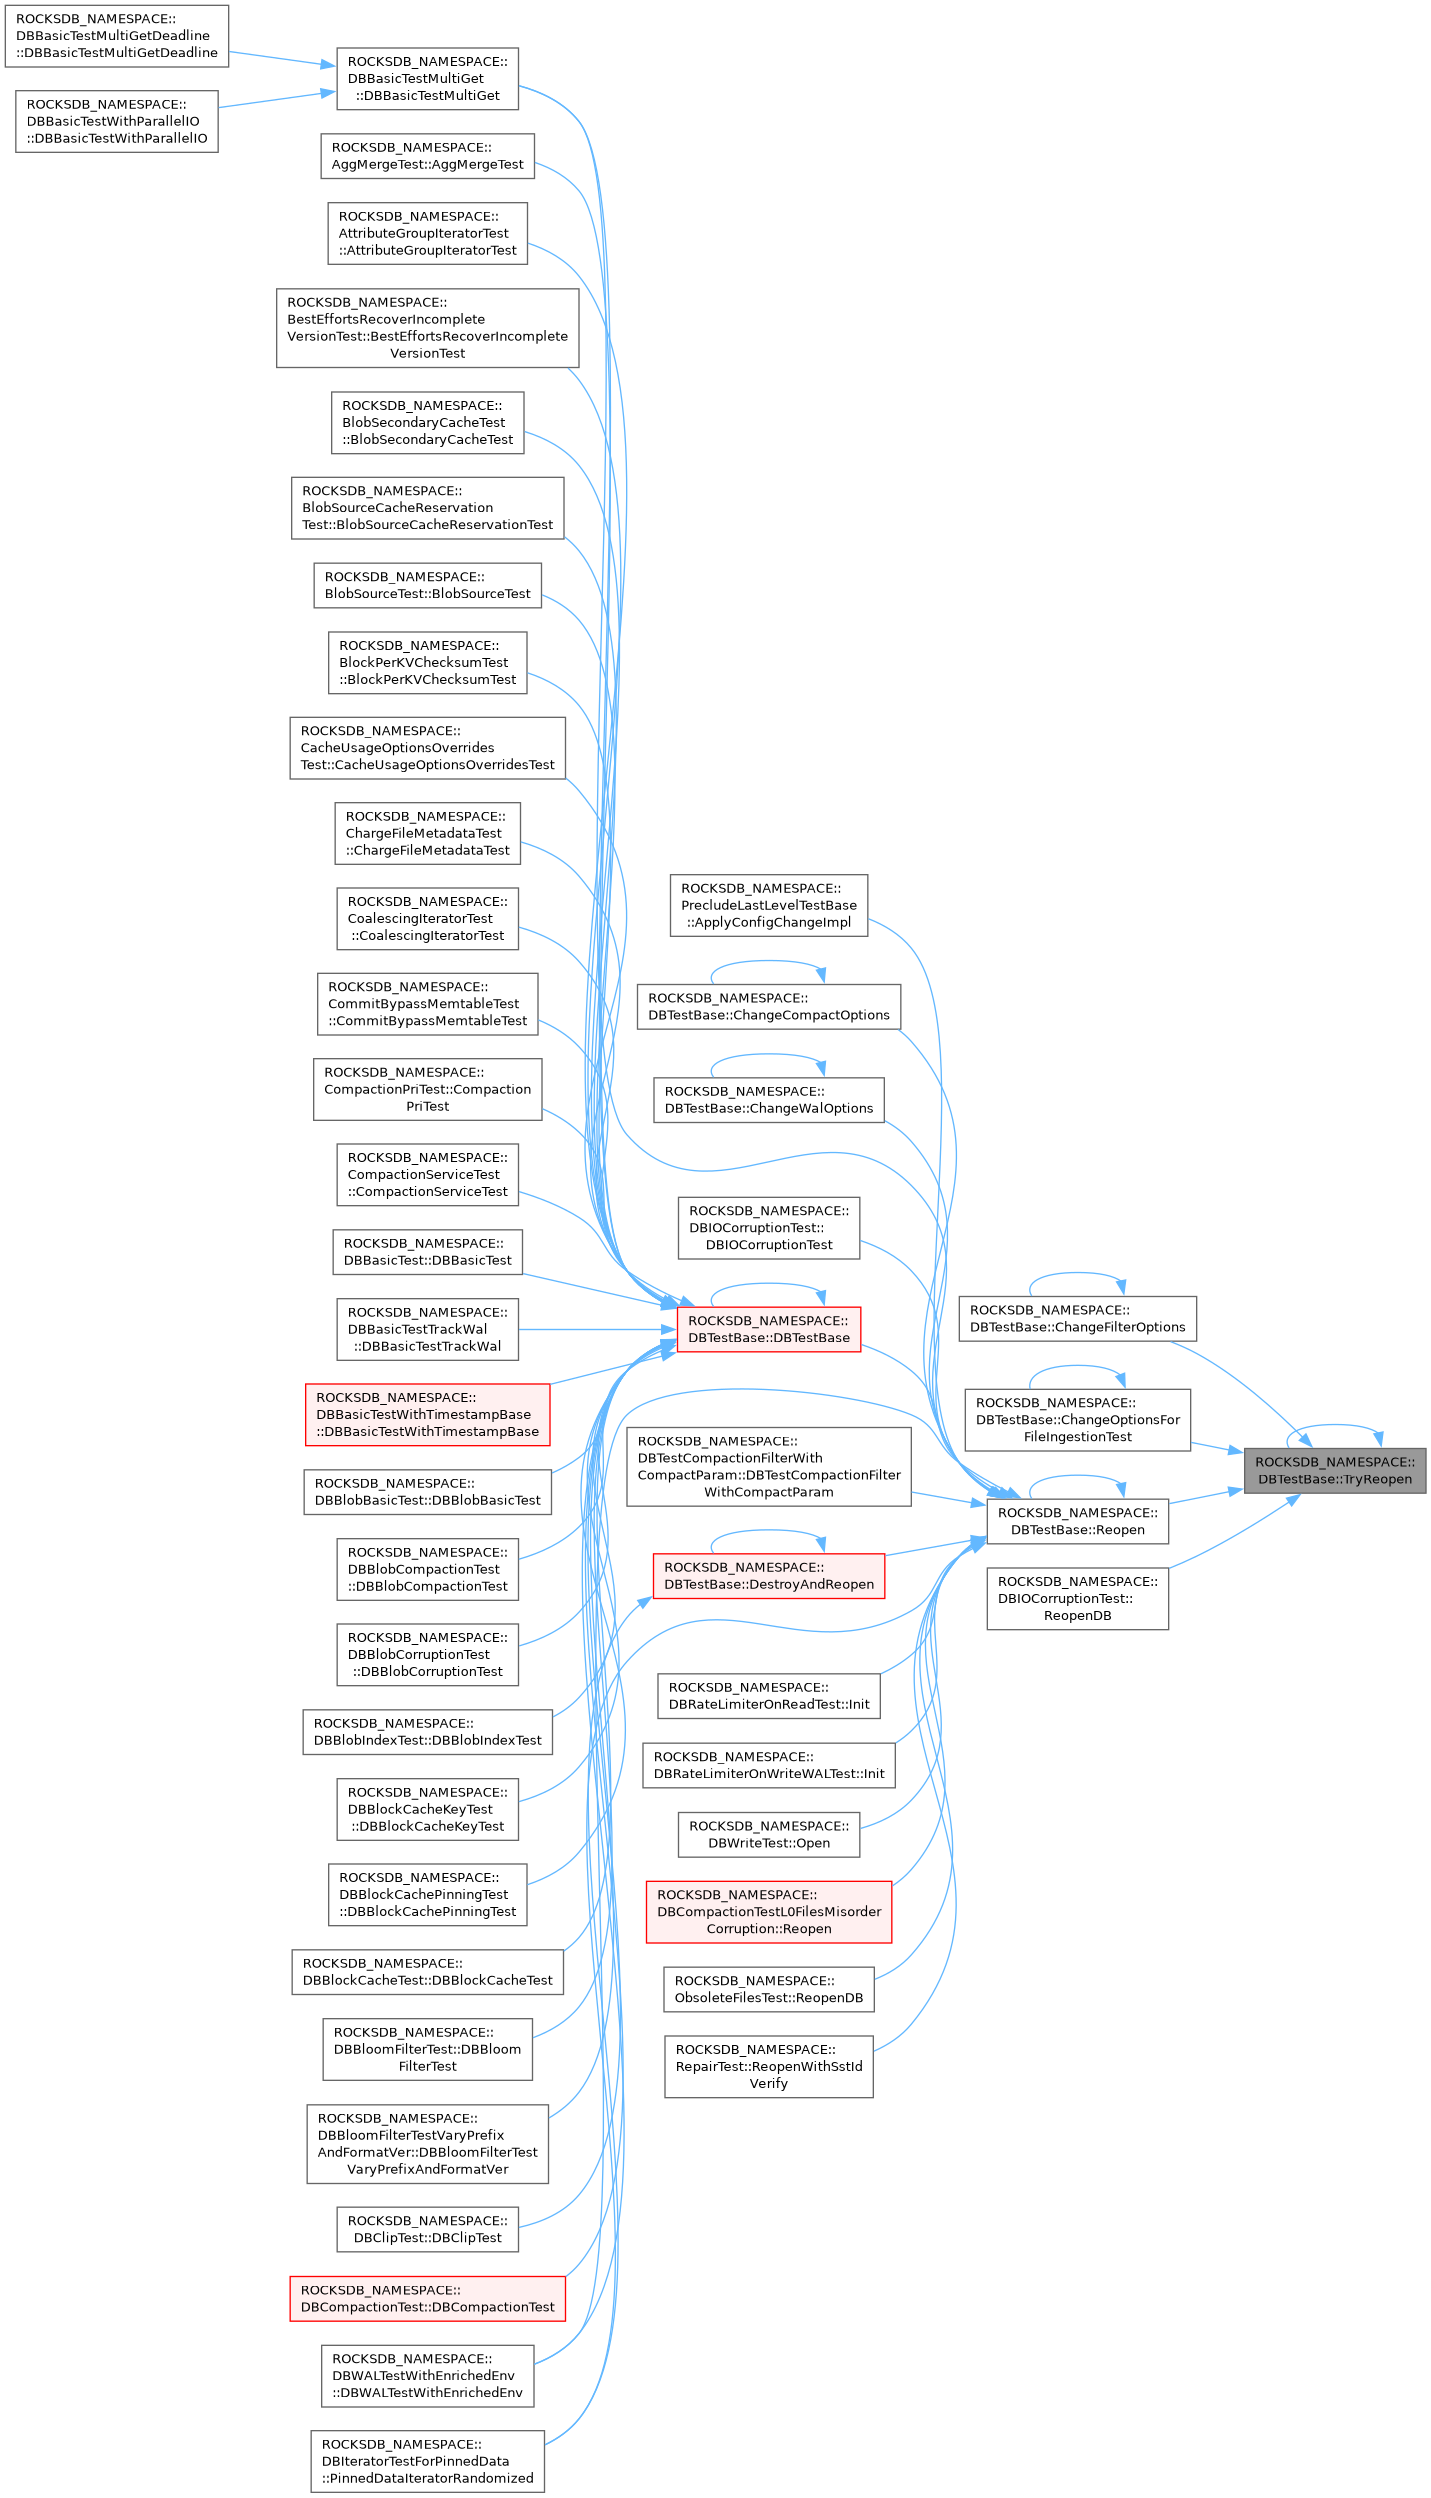 ROCKSDB_NAMESPACE::
DBBasicTestMultiGetDeadline
::DBBasicTestMultiGetDeadline
ROCKSDB_NAMESPACE::
DBBasicTestWithParallelIO
::DBBasicTestWithParallelIO
ROCKSDB_NAMESPACE::
DBBasicTestMultiGet
::DBBasicTestMultiGet
ROCKSDB_NAMESPACE::
AggMergeTest::AggMergeTest
ROCKSDB_NAMESPACE::
AttributeGroupIteratorTest
::AttributeGroupIteratorTest
ROCKSDB_NAMESPACE::
BestEffortsRecoverIncomplete
VersionTest::BestEffortsRecoverIncomplete
VersionTest
ROCKSDB_NAMESPACE::
BlobSecondaryCacheTest
::BlobSecondaryCacheTest
ROCKSDB_NAMESPACE::
BlobSourceCacheReservation
Test::BlobSourceCacheReservationTest
ROCKSDB_NAMESPACE::
BlobSourceTest::BlobSourceTest
ROCKSDB_NAMESPACE::
BlockPerKVChecksumTest
::BlockPerKVChecksumTest
ROCKSDB_NAMESPACE::
CacheUsageOptionsOverrides
Test::CacheUsageOptionsOverridesTest
ROCKSDB_NAMESPACE::
ChargeFileMetadataTest
::ChargeFileMetadataTest
ROCKSDB_NAMESPACE::
CoalescingIteratorTest
::CoalescingIteratorTest
ROCKSDB_NAMESPACE::
CommitBypassMemtableTest
::CommitBypassMemtableTest
ROCKSDB_NAMESPACE::
CompactionPriTest::Compaction
PriTest
ROCKSDB_NAMESPACE::
CompactionServiceTest
::CompactionServiceTest
ROCKSDB_NAMESPACE::
DBBasicTest::DBBasicTest
ROCKSDB_NAMESPACE::
DBBasicTestTrackWal
::DBBasicTestTrackWal
ROCKSDB_NAMESPACE::
DBBasicTestWithTimestampBase
::DBBasicTestWithTimestampBase
ROCKSDB_NAMESPACE::
DBBlobBasicTest::DBBlobBasicTest
ROCKSDB_NAMESPACE::
DBBlobCompactionTest
::DBBlobCompactionTest
ROCKSDB_NAMESPACE::
DBBlobCorruptionTest
::DBBlobCorruptionTest
ROCKSDB_NAMESPACE::
DBBlobIndexTest::DBBlobIndexTest
ROCKSDB_NAMESPACE::
DBBlockCacheKeyTest
::DBBlockCacheKeyTest
ROCKSDB_NAMESPACE::
DBBlockCachePinningTest
::DBBlockCachePinningTest
ROCKSDB_NAMESPACE::
DBBlockCacheTest::DBBlockCacheTest
ROCKSDB_NAMESPACE::
DBBloomFilterTest::DBBloom
FilterTest
ROCKSDB_NAMESPACE::
DBBloomFilterTestVaryPrefix
AndFormatVer::DBBloomFilterTest
VaryPrefixAndFormatVer
ROCKSDB_NAMESPACE::
DBClipTest::DBClipTest
ROCKSDB_NAMESPACE::
DBCompactionTest::DBCompactionTest
ROCKSDB_NAMESPACE::
DBWALTestWithEnrichedEnv
::DBWALTestWithEnrichedEnv
ROCKSDB_NAMESPACE::
DBIteratorTestForPinnedData
::PinnedDataIteratorRandomized
ROCKSDB_NAMESPACE::
PrecludeLastLevelTestBase
::ApplyConfigChangeImpl
ROCKSDB_NAMESPACE::
DBTestBase::ChangeCompactOptions
ROCKSDB_NAMESPACE::
DBTestBase::ChangeWalOptions
ROCKSDB_NAMESPACE::
DBIOCorruptionTest::
DBIOCorruptionTest
ROCKSDB_NAMESPACE::
DBTestBase::DBTestBase
ROCKSDB_NAMESPACE::
DBTestCompactionFilterWith
CompactParam::DBTestCompactionFilter
WithCompactParam
ROCKSDB_NAMESPACE::
DBTestBase::DestroyAndReopen
ROCKSDB_NAMESPACE::
DBRateLimiterOnReadTest::Init
ROCKSDB_NAMESPACE::
DBRateLimiterOnWriteWALTest::Init
ROCKSDB_NAMESPACE::
DBWriteTest::Open
ROCKSDB_NAMESPACE::
DBCompactionTestL0FilesMisorder
Corruption::Reopen
ROCKSDB_NAMESPACE::
ObsoleteFilesTest::ReopenDB
ROCKSDB_NAMESPACE::
RepairTest::ReopenWithSstId
Verify
ROCKSDB_NAMESPACE::
DBTestBase::ChangeFilterOptions
ROCKSDB_NAMESPACE::
DBTestBase::ChangeOptionsFor
FileIngestionTest
ROCKSDB_NAMESPACE::
DBTestBase::Reopen
ROCKSDB_NAMESPACE::
DBIOCorruptionTest::
ReopenDB
ROCKSDB_NAMESPACE::
DBTestBase::TryReopen